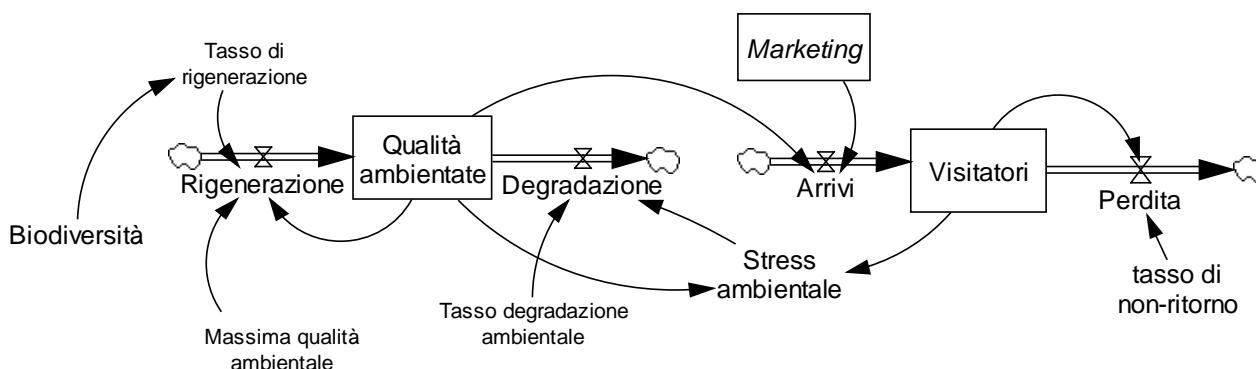 Tasso di
rigenerazione
Marketing
Qualità
ambientate
Rigenerazione
Degradazione
Arrivi
Visitatori
Perdita
Biodiversità
Stress
ambientale
tasso di
non-ritorno
Tasso degradazione
ambientale
Massima qualità
ambientale